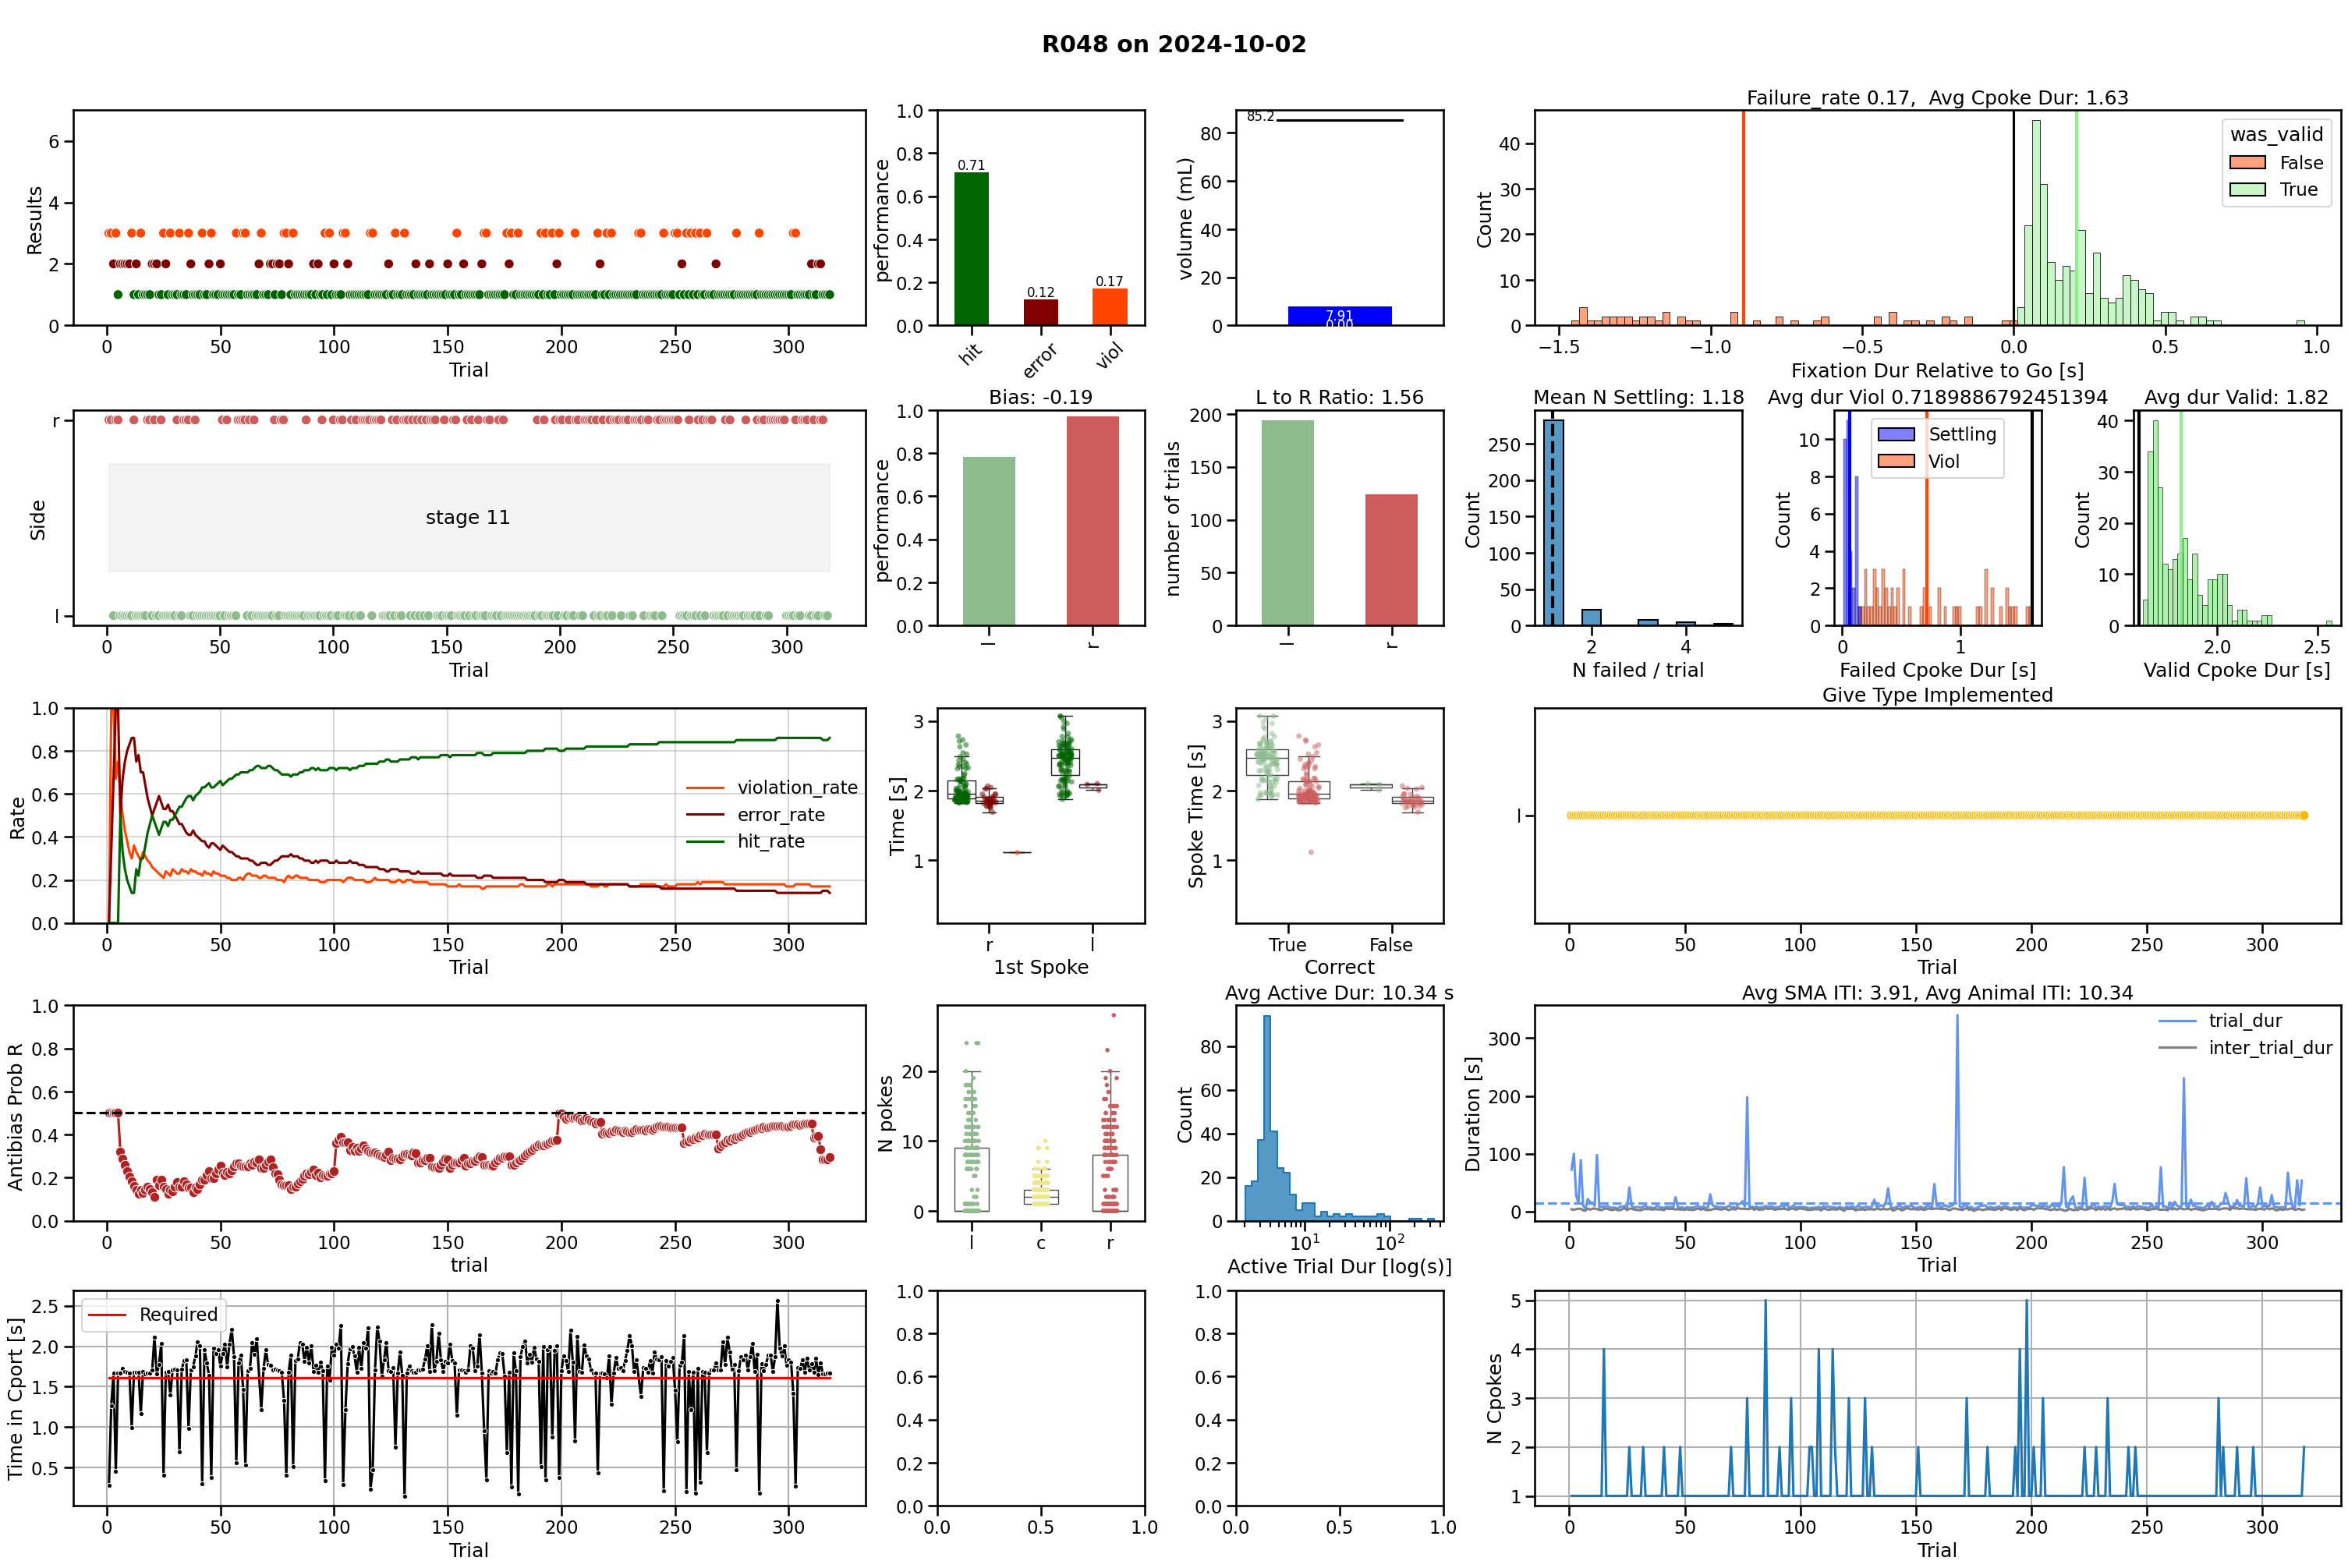 R048 on 2024-10-02
Results
6
4
2
0
0 50 100 150 200 250 300
Trial
performance
1.0
0.8
0.6
0.4
0.2
0.0
0.71
0.12
0.17
hit error viol
volume (mL)
80
60
40
20
0
85.2
7.91
0.00
Failure_rate 0.17, Avg Cpoke Dur: 1.63
Count
40
30
20
10
0
was_valid
False
True
−1.5 −1.0 −0.5 0.0 0.5 1.0
Fixation Dur Relative to Go [s]
Side
r
l
stage 11
0 50 100 150 200 250 300
Trial
Bias: -0.19
performance
1.0
0.8
0.6
0.4
0.2
0.0
l r
L to R Ratio: 1.56
number of trials
200
150
100
50
0
l r
Mean N Settling: 1.18
Count
250
200
150
100
50
0
2 4
N failed / trial
Avg dur Viol 0.7189886792451394
Count
10
8
6
4
2
0
Settling
Viol
0 1
Failed Cpoke Dur [s]
Avg dur Valid: 1.82
Count
40
30
20
10
0
2.0 2.5
Valid Cpoke Dur [s]
Rate
1.0
0.8
0.6
0.4
0.2
0.0
violation_rate
error_rate
hit_rate
0 50 100 150 200 250 300
Trial
Time [s]
3
2
1
r l
1st Spoke
Spoke Time [s]
3
2
1
True False
Correct
Give Type Implemented
l
0 50 100 150 200 250 300
Trial
Antibias Prob R
1.0
0.8
0.6
0.4
0.2
0.0
0 50 100 150 200 250 300
trial
N pokes
20
10
0
l c r
Avg Active Dur: 10.34 s
Count
80
60
40
20
0
10¹ 10²
Active Trial Dur [log(s)]
Avg SMA ITI: 3.91, Avg Animal ITI: 10.34
Duration [s]
300
200
100
0
trial_dur
inter_trial_dur
0 50 100 150 200 250 300
Trial
Time in Cport [s]
2.5
2.0
1.5
1.0
0.5
Required
0 50 100 150 200 250 300
Trial
1.0
0.8
0.6
0.4
0.2
0.0
0.0 0.5 1.0
1.0
0.8
0.6
0.4
0.2
0.0
0.0 0.5 1.0
N Cpokes
5
4
3
2
1
0 50 100 150 200 250 300
Trial